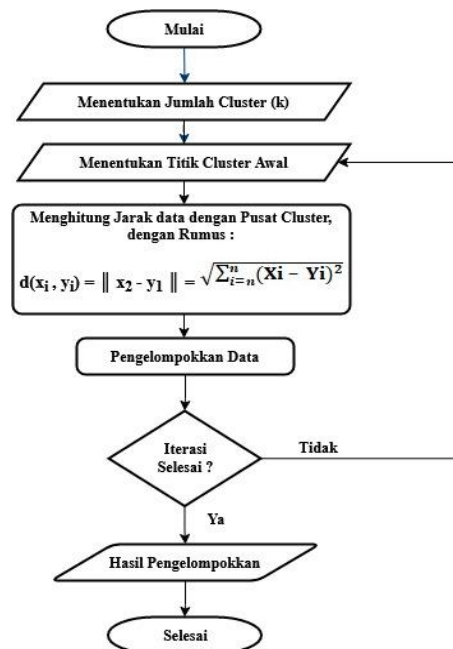 Mulai
Menentukan Jumlah Cluster (k)
Menentukan Titik Cluster Awal
Menghitung Jarak data dengan Pusat Cluster,
dengan Rumus :
d(xᵢ , yᵢ) = ‖ x₂ - y₁ ‖ = √∑ⁿᵢ₌ₙ(Xi − Yi)²
Pengelompokkan Data
Iterasi
Selesai ?
Tidak
Ya
Hasil Pengelompokkan
Selesai